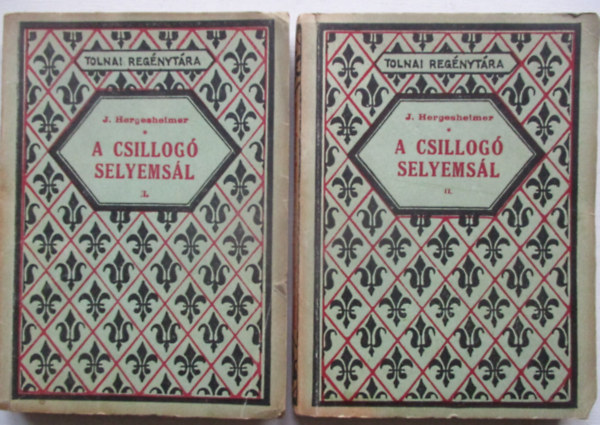 TOLNAI REGÉNYTÁRA
J. Hergesheimer
A CSILLOGÓ
SELYEMSÁL
I.
TOLNAI REGÉNYTÁRA
J. Hergesheimer
A CSILLOGÓ
SELYEMSÁL
II.